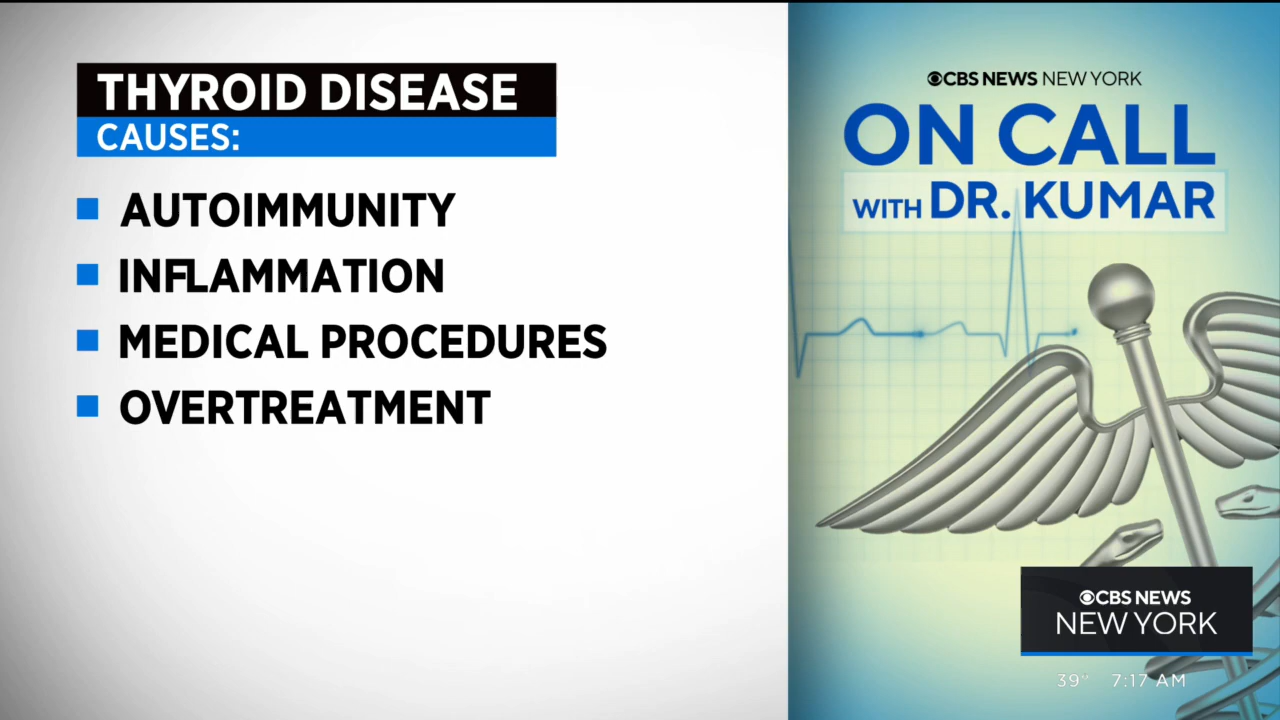 THYROID DISEASE
CAUSES:
AUTOIMMUNITY
INFLAMMATION
MEDICAL PROCEDURES
OVERTREATMENT
CBS NEWS NEW YORK
ON CALL
WITH DR. KUMAR
CBS NEWS
NEW YORK
39° 7:17 AM